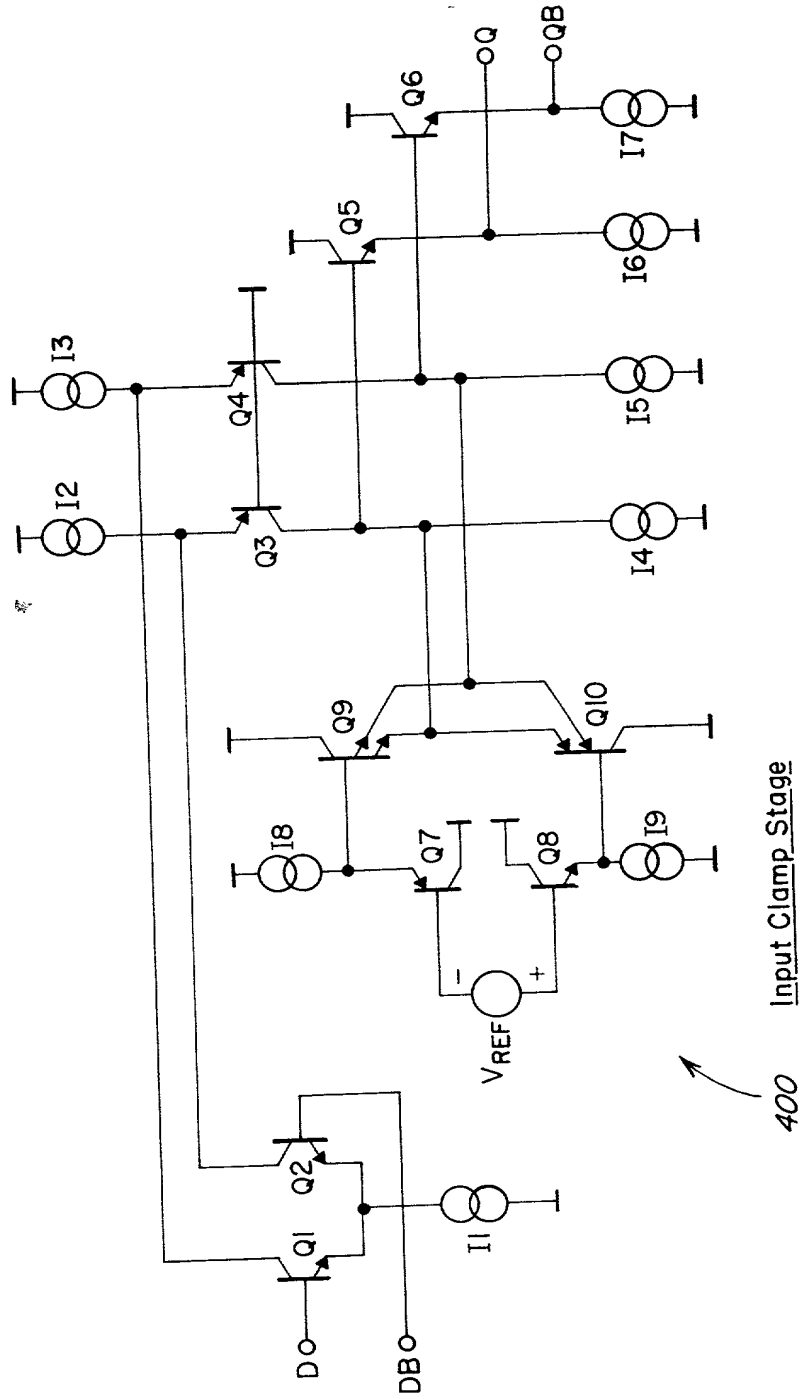 I3
I2
Q6
Q5
Q4
Q3
Q
QB
I7
I6
I5
I4
Q9
Q10
I8
Q7
Q8
I9
−
+
VREF
Q2
Q1
I1
D
DB
400
Input Clamp Stage